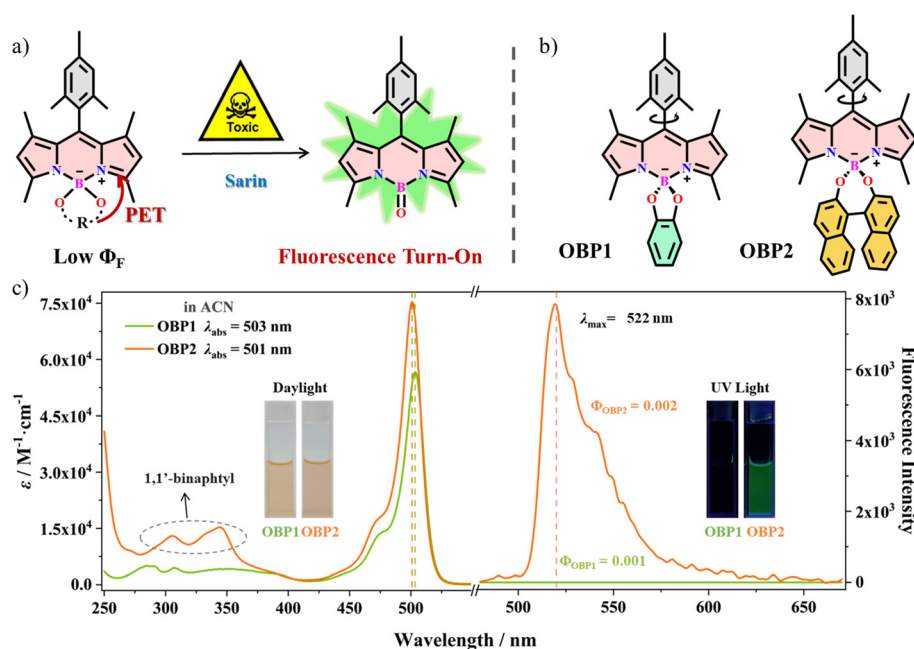 a)
Toxic
Sarin
N
N
B
−
+
O
O
R
PET
N
N
B
O
Low Φ_F
Fluorescence Turn-On
b)
N
N
B
−
+
O
O
OBP1
N
N
B
−
+
O
O
OBP2
c)
in ACN
OBP1 λabs = 503 nm
OBP2 λabs = 501 nm
λmax= 522 nm
Daylight
OBP1 OBP2
UV Light
OBP1 OBP2
1,1’-binaphtyl
Φ_OBP2 = 0.002
Φ_OBP1 = 0.001
7.5x10⁴
6.0x10⁴
4.5x10⁴
3.0x10⁴
1.5x10⁴
0.0
ε / M⁻¹·cm⁻¹
8x10³
6x10³
4x10³
2x10³
0
Fluorescence Intensity
250 300 350 400 450 500 500 550 600 650
Wavelength / nm